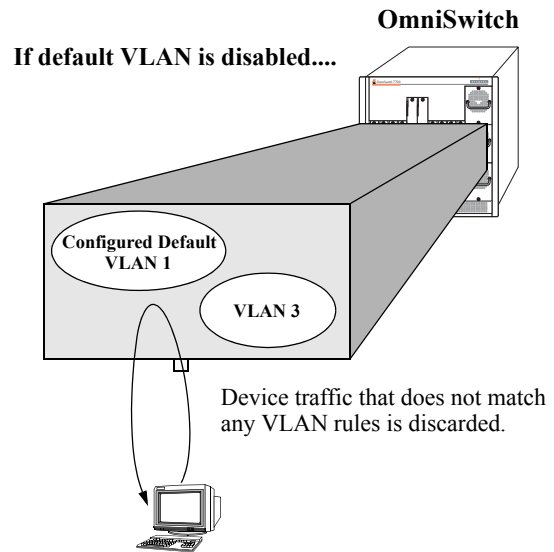 OmniSwitch
If default VLAN is disabled....
Configured Default
VLAN 1
VLAN 3
Device traffic that does not match
any VLAN rules is discarded.